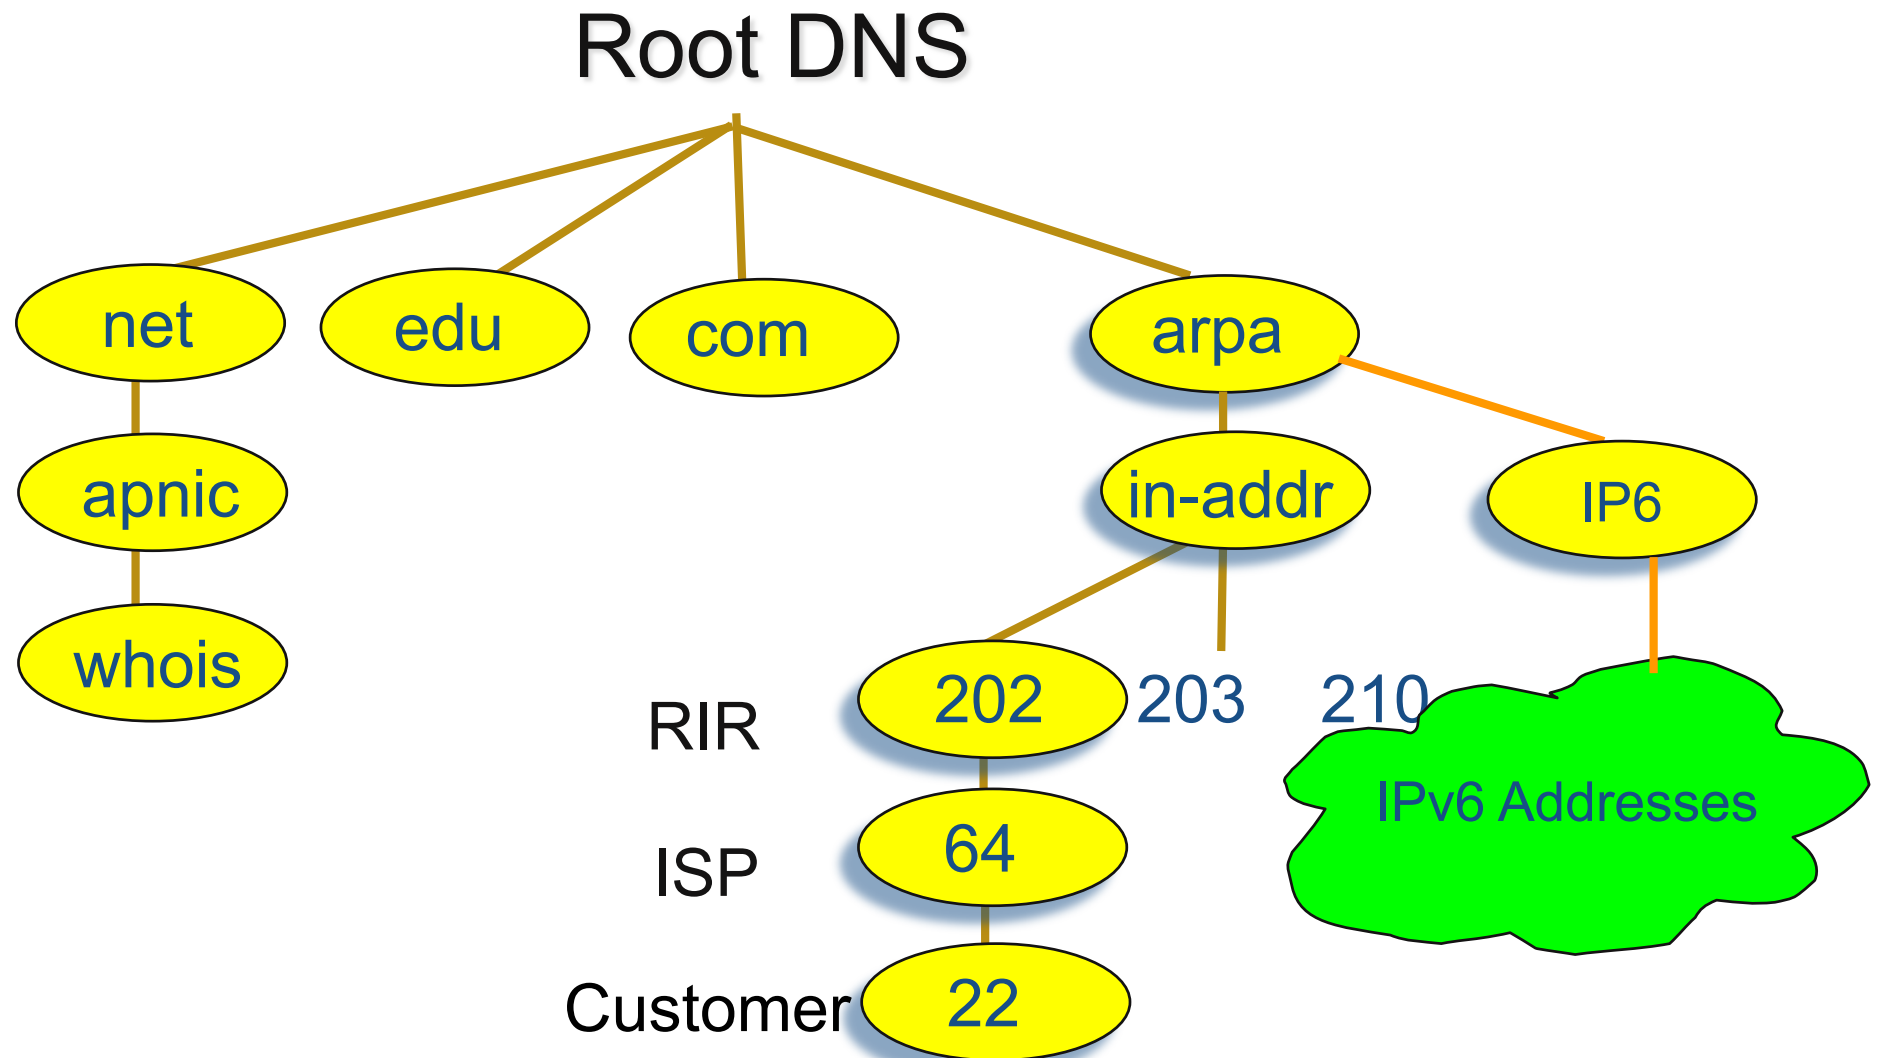 Root DNS
net
edu
com
arpa
apnic
in-addr
IP6
whois
RIR
202
203
210
IPv6 Addresses
ISP
64
Customer
22